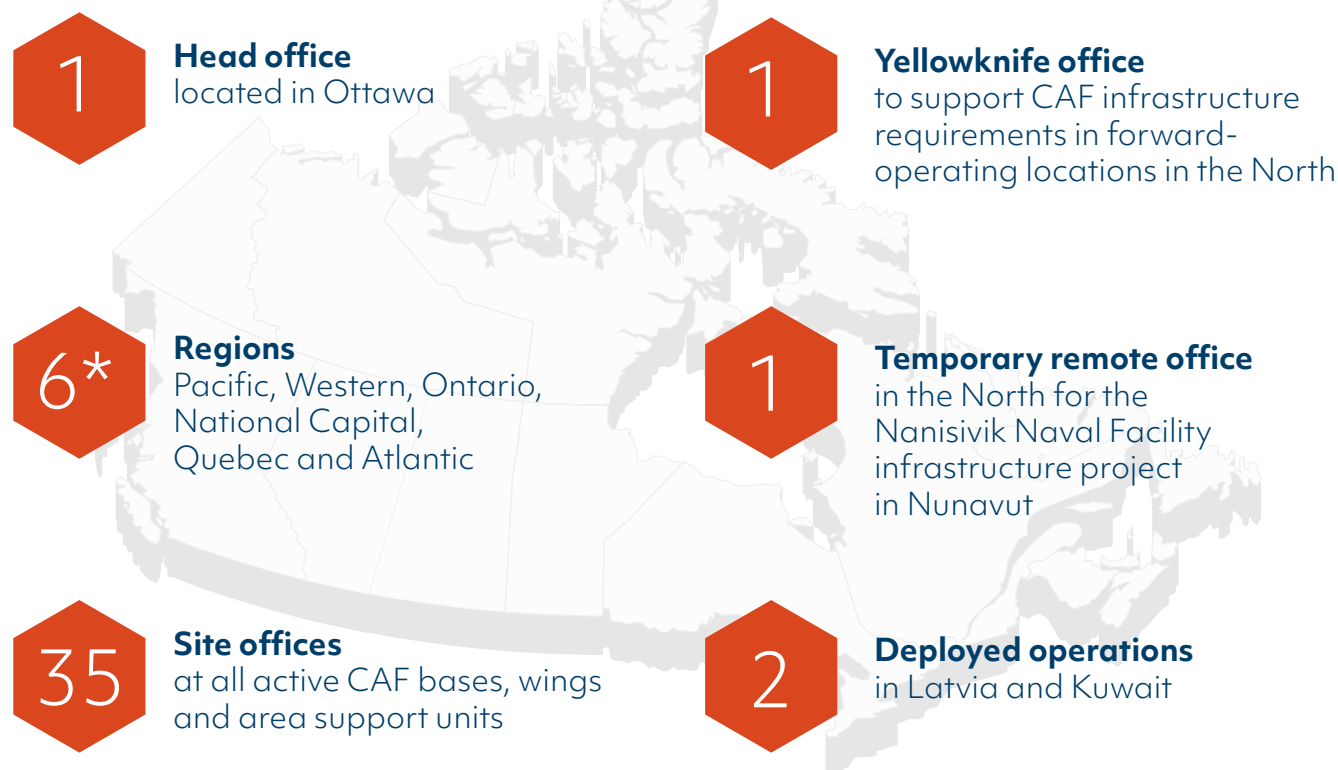 1
Head office
located in Ottawa
1
Yellowknife office
to support CAF infrastructure
requirements in forward-
operating locations in the North
6*
Regions
Pacific, Western, Ontario,
National Capital,
Quebec and Atlantic
1
Temporary remote office
in the North for the
Nanisivik Naval Facility
infrastructure project
in Nunavut
35
Site offices
at all active CAF bases, wings
and area support units
2
Deployed operations
in Latvia and Kuwait